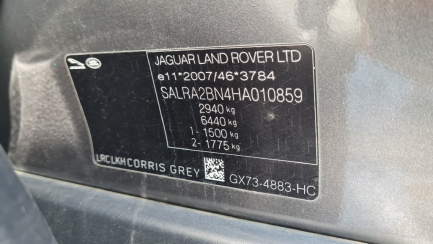 JAGUAR LAND ROVER LTD
e11*2007/46*3784
SALRA2BN4HA010859
2940 kg
6440 kg
1- 1500 kg
2- 1775 kg
LRC LKH CORRIS GREY
GX73-4883-HC